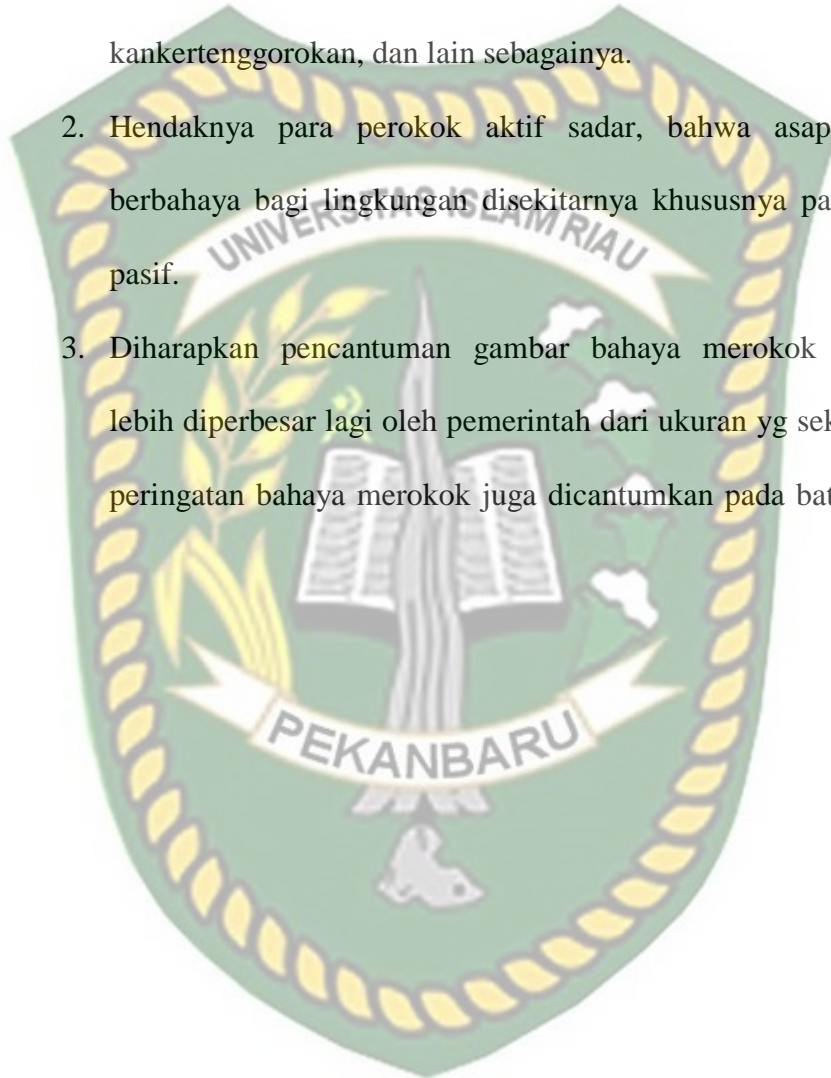 kankertenggorokan, dan lain sebagainya.
2. Hendaknya para perokok aktif sadar, bahwa asap
berbahaya bagi lingkungan disekitarnya khususnya pa
UNIVERSITAS ISLAM RIAU
pasif.
3. Diharapkan pencantuman gambar bahaya merokok
lebih diperbesar lagi oleh pemerintah dari ukuran yg sek
peringatan bahaya merokok juga dicantumkan pada bat
PEKANBARU